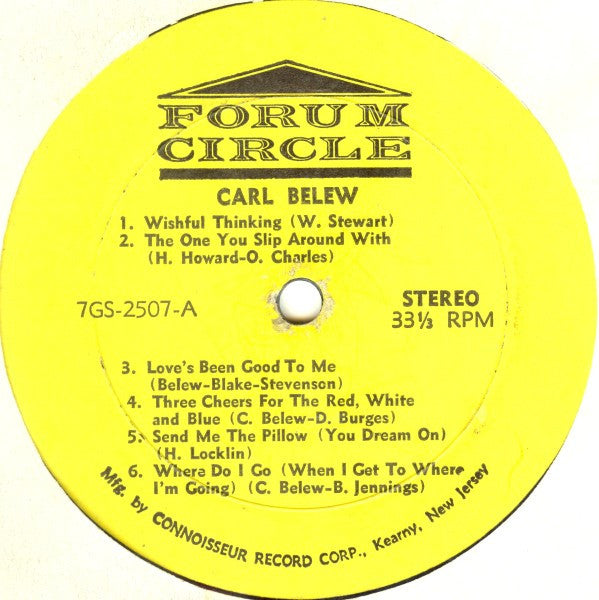 FORUM
CIRCLE
CARL BELEW
1. Wishful Thinking (W. Stewart)
2. The One You Slip Around With
(H. Howard-O. Charles)
7GS-2507-A
STEREO
33⅓ RPM
3. Love's Been Good To Me
(Belew-Blake-Stevenson)
4. Three Cheers For The Red, White
and Blue (C. Belew-D. Burges)
5. Send Me The Pillow (You Dream On)
(H. Locklin)
6. Where Do I Go (When I Get To Where
I'm Going) (C. Belew-B. Jennings)
Mfg. by CONNOISSEUR RECORD CORP., Kearny, New Jersey